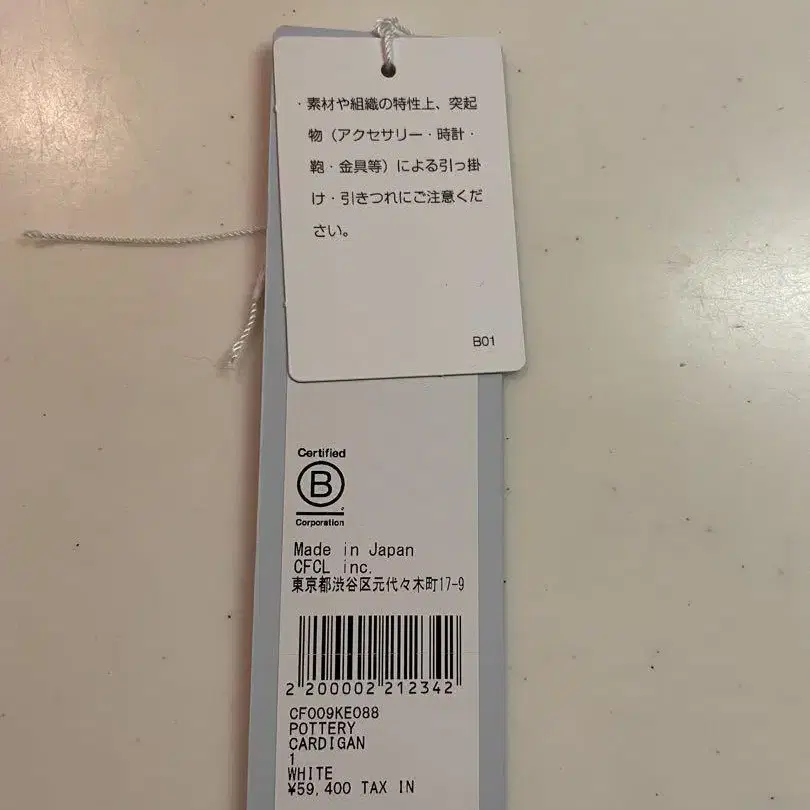 ・素材や組織の特性上、突起
物（アクセサリー・時計・
鞄・金具等）による引っ掛
け・引きつれにご注意くだ
さい。
B01
Certified
B
Corporation
Made in Japan
CFCL inc.
東京都渋谷区元代々木町17-9
2 200002 212342
CF009KE088
POTTERY
CARDIGAN
1
WHITE
¥59,400 TAX IN